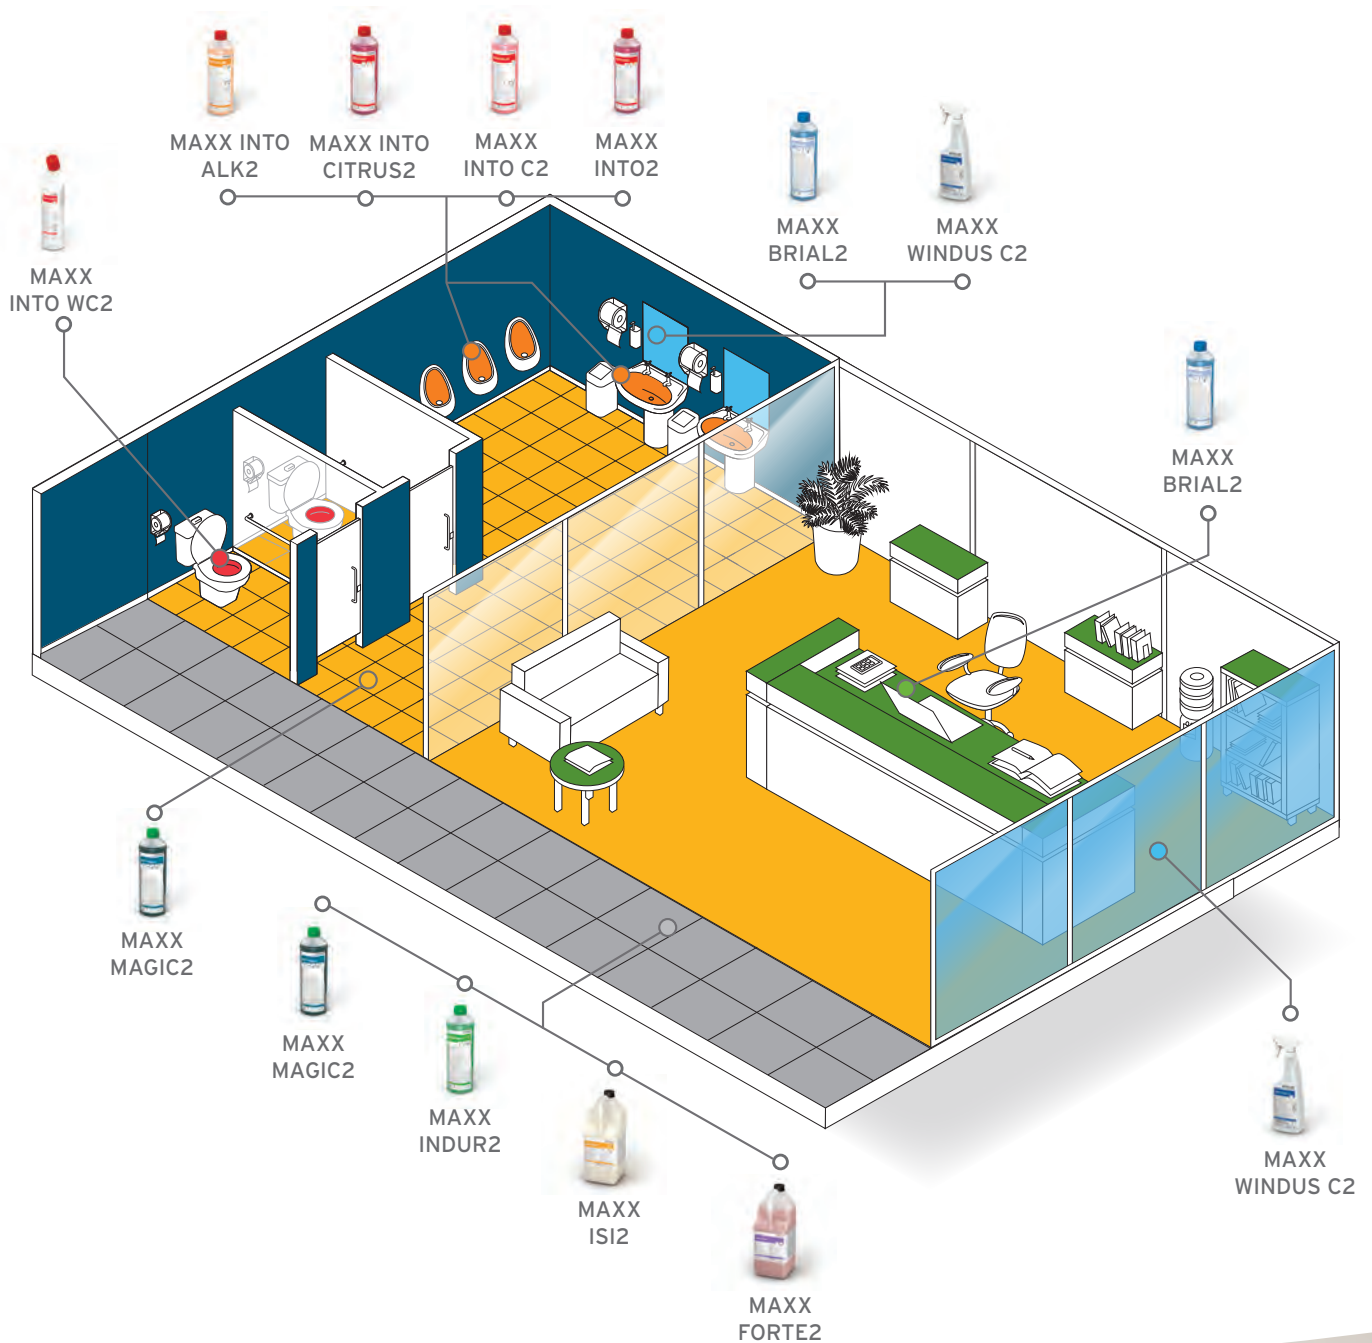 MAXX INTO
ALK2
MAXX INTO
CITRUS2
MAXX
INTO C2
MAXX
INTO2
MAXX
BRIAL2
MAXX
WINDUS C2
MAXX
INTO WC2
MAXX
BRIAL2
MAXX
MAGIC2
MAXX
MAGIC2
MAXX
INDUR2
MAXX
ISI2
MAXX
FORTE2
MAXX
WINDUS C2